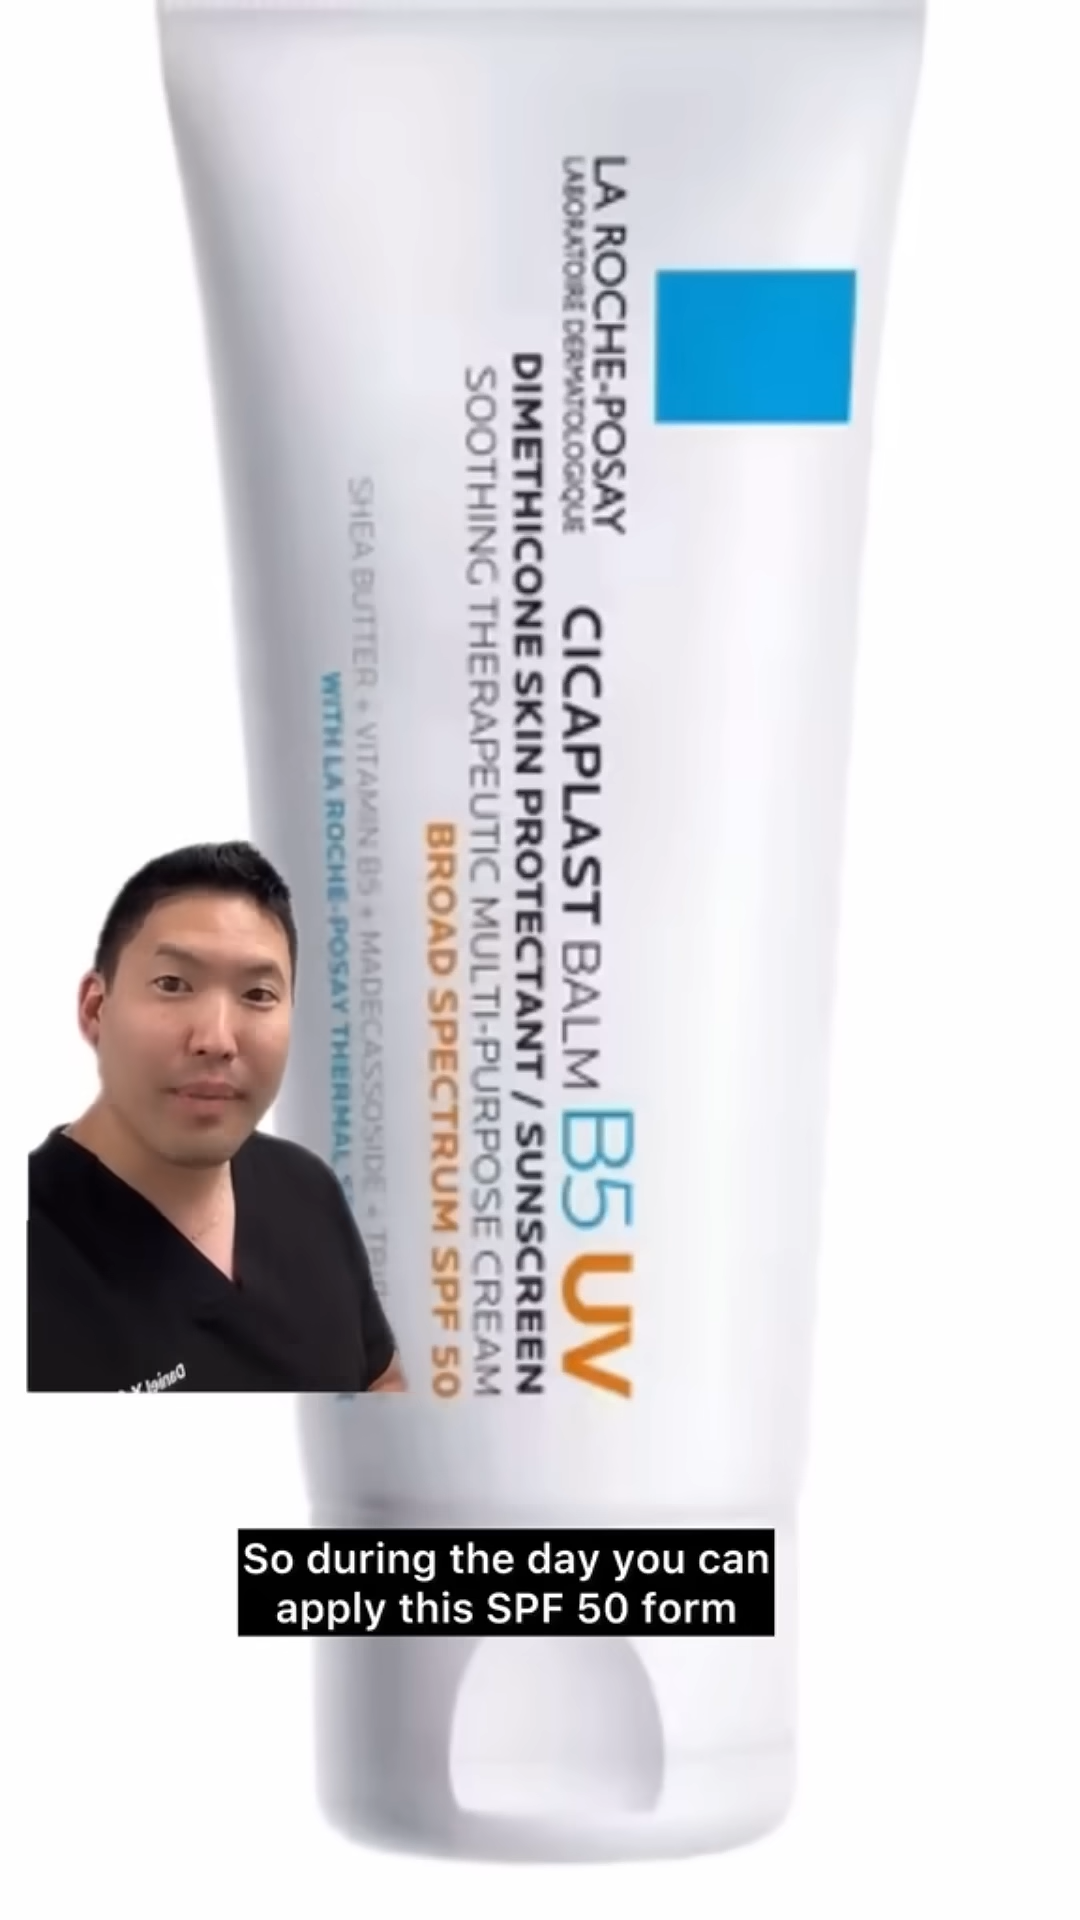 LA ROCHE-POSAY
LABORATOIRE DERMATOLOGIQUE
CICAPLAST BALM B5 UV
DIMETHICONE SKIN PROTECTANT / SUNSCREEN
SOOTHING THERAPEUTIC MULTI-PURPOSE CREAM
BROAD SPECTRUM SPF 50
SHEA BUTTER + VITAMIN B5 + MADECASSOSIDE +
WITH LA ROCHE-POSAY THERMAL
Daniel
So during the day you can
apply this SPF 50 form